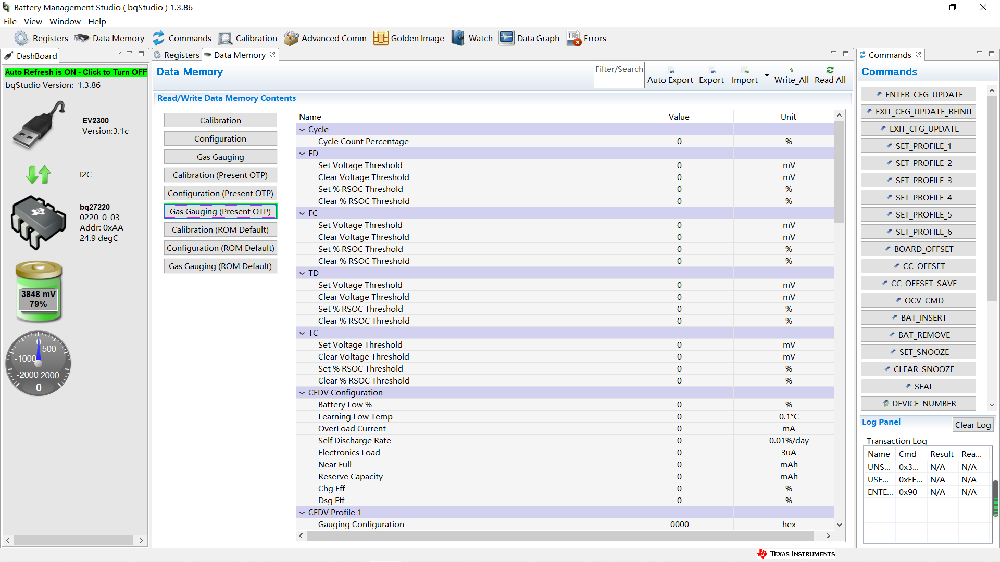 Battery Management Studio ( bqStudio ) 1.3.86
File View Window Help
Registers Data Memory Commands Calibration Advanced Comm Golden Image Watch Data Graph Errors
DashBoard
Auto Refresh is ON - Click to Turn OFF
bqStudio Version: 1.3.86
EV2300
Version:3.1c
I2C
bq27220
0220_0_03
Addr: 0xAA
24.9 degC
3848 mV
79%
0
500
-1000
-2000 2000
0
Registers Data Memory
Data Memory
Filter/Search
Auto Export Export Import Write_All Read All
Read/Write Data Memory Contents
Calibration
Configuration
Gas Gauging
Calibration (Present OTP)
Configuration (Present OTP)
Gas Gauging (Present OTP)
Calibration (ROM Default)
Configuration (ROM Default)
Gas Gauging (ROM Default)
Name Value Unit
Cycle
Cycle Count Percentage 0 %
FD
Set Voltage Threshold 0 mV
Clear Voltage Threshold 0 mV
Set % RSOC Threshold 0 %
Clear % RSOC Threshold 0 %
FC
Set Voltage Threshold 0 mV
Clear Voltage Threshold 0 mV
Set % RSOC Threshold 0 %
Clear % RSOC Threshold 0 %
TD
Set Voltage Threshold 0 mV
Clear Voltage Threshold 0 mV
Set % RSOC Threshold 0 %
Clear % RSOC Threshold 0 %
TC
Set Voltage Threshold 0 mV
Clear Voltage Threshold 0 mV
Set % RSOC Threshold 0 %
Clear % RSOC Threshold 0 %
CEDV Configuration
Battery Low % 0 %
Learning Low Temp 0 0.1°C
OverLoad Current 0 mA
Self Discharge Rate 0 0.01%/day
Electronics Load 0 3uA
Near Full 0 mAh
Reserve Capacity 0 mAh
Chg Eff 0 %
Dsg Eff 0 %
CEDV Profile 1
Gauging Configuration 0000 hex
Commands
Commands
ENTER_CFG_UPDATE
EXIT_CFG_UPDATE_REINIT
EXIT_CFG_UPDATE
SET_PROFILE_1
SET_PROFILE_2
SET_PROFILE_3
SET_PROFILE_4
SET_PROFILE_5
SET_PROFILE_6
BOARD_OFFSET
CC_OFFSET
CC_OFFSET_SAVE
OCV_CMD
BAT_INSERT
BAT_REMOVE
SET_SNOOZE
CLEAR_SNOOZE
SEAL
DEVICE_NUMBER
Log Panel
Clear Log
Transaction Log
Name Cmd Result Rea...
UNS... 0x3... N/A N/A
USE... 0xFF... N/A N/A
ENTE... 0x90 N/A N/A
TEXAS INSTRUMENTS